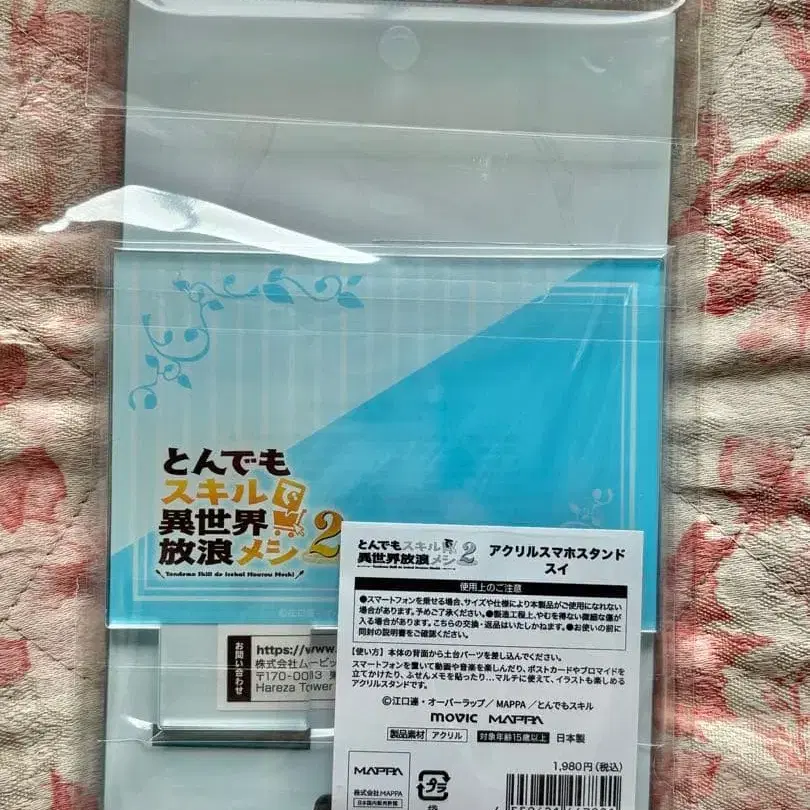 とんでも
スキル
異世界
放浪メシ2
Tondemo Skill de Isekai Hourou Meshi
お問い合わせ
https://www.
株式会社ムービッ
〒170-0013 東
Hareza Tower
とんでもスキルで
異世界放浪メシ2
アクリルスマホスタンド
スイ
使用上のご注意
●スマートフォンを乗せる場合、サイズや仕様により本製品がご使用になれない
場合があります。予めご了承ください。●製造工程上、やむを得ない微細な傷が
入る場合があります。こちらの交換・返品はいたしかねます。●お使いの前に
同封の説明書をご確認ください。
【使い方】本体の背面から土台パーツを差し込んでください。
スマートフォンを置いて動画や音楽を楽しんだり、ポストカードやブロマイドを
立てかけたり、ふせんメモを貼ったり…マルチに使えて、イラストも楽しめる
アクリルスタンドです。
©江口連・オーバーラップ／MAPPA／とんでもスキル
movic MAPPA
製品素材 アクリル 対象年齢15歳以上 日本製
1,980円(税込)
MAPPA
株式会社MAPPA
日本国内販売許諾
プラ
袋